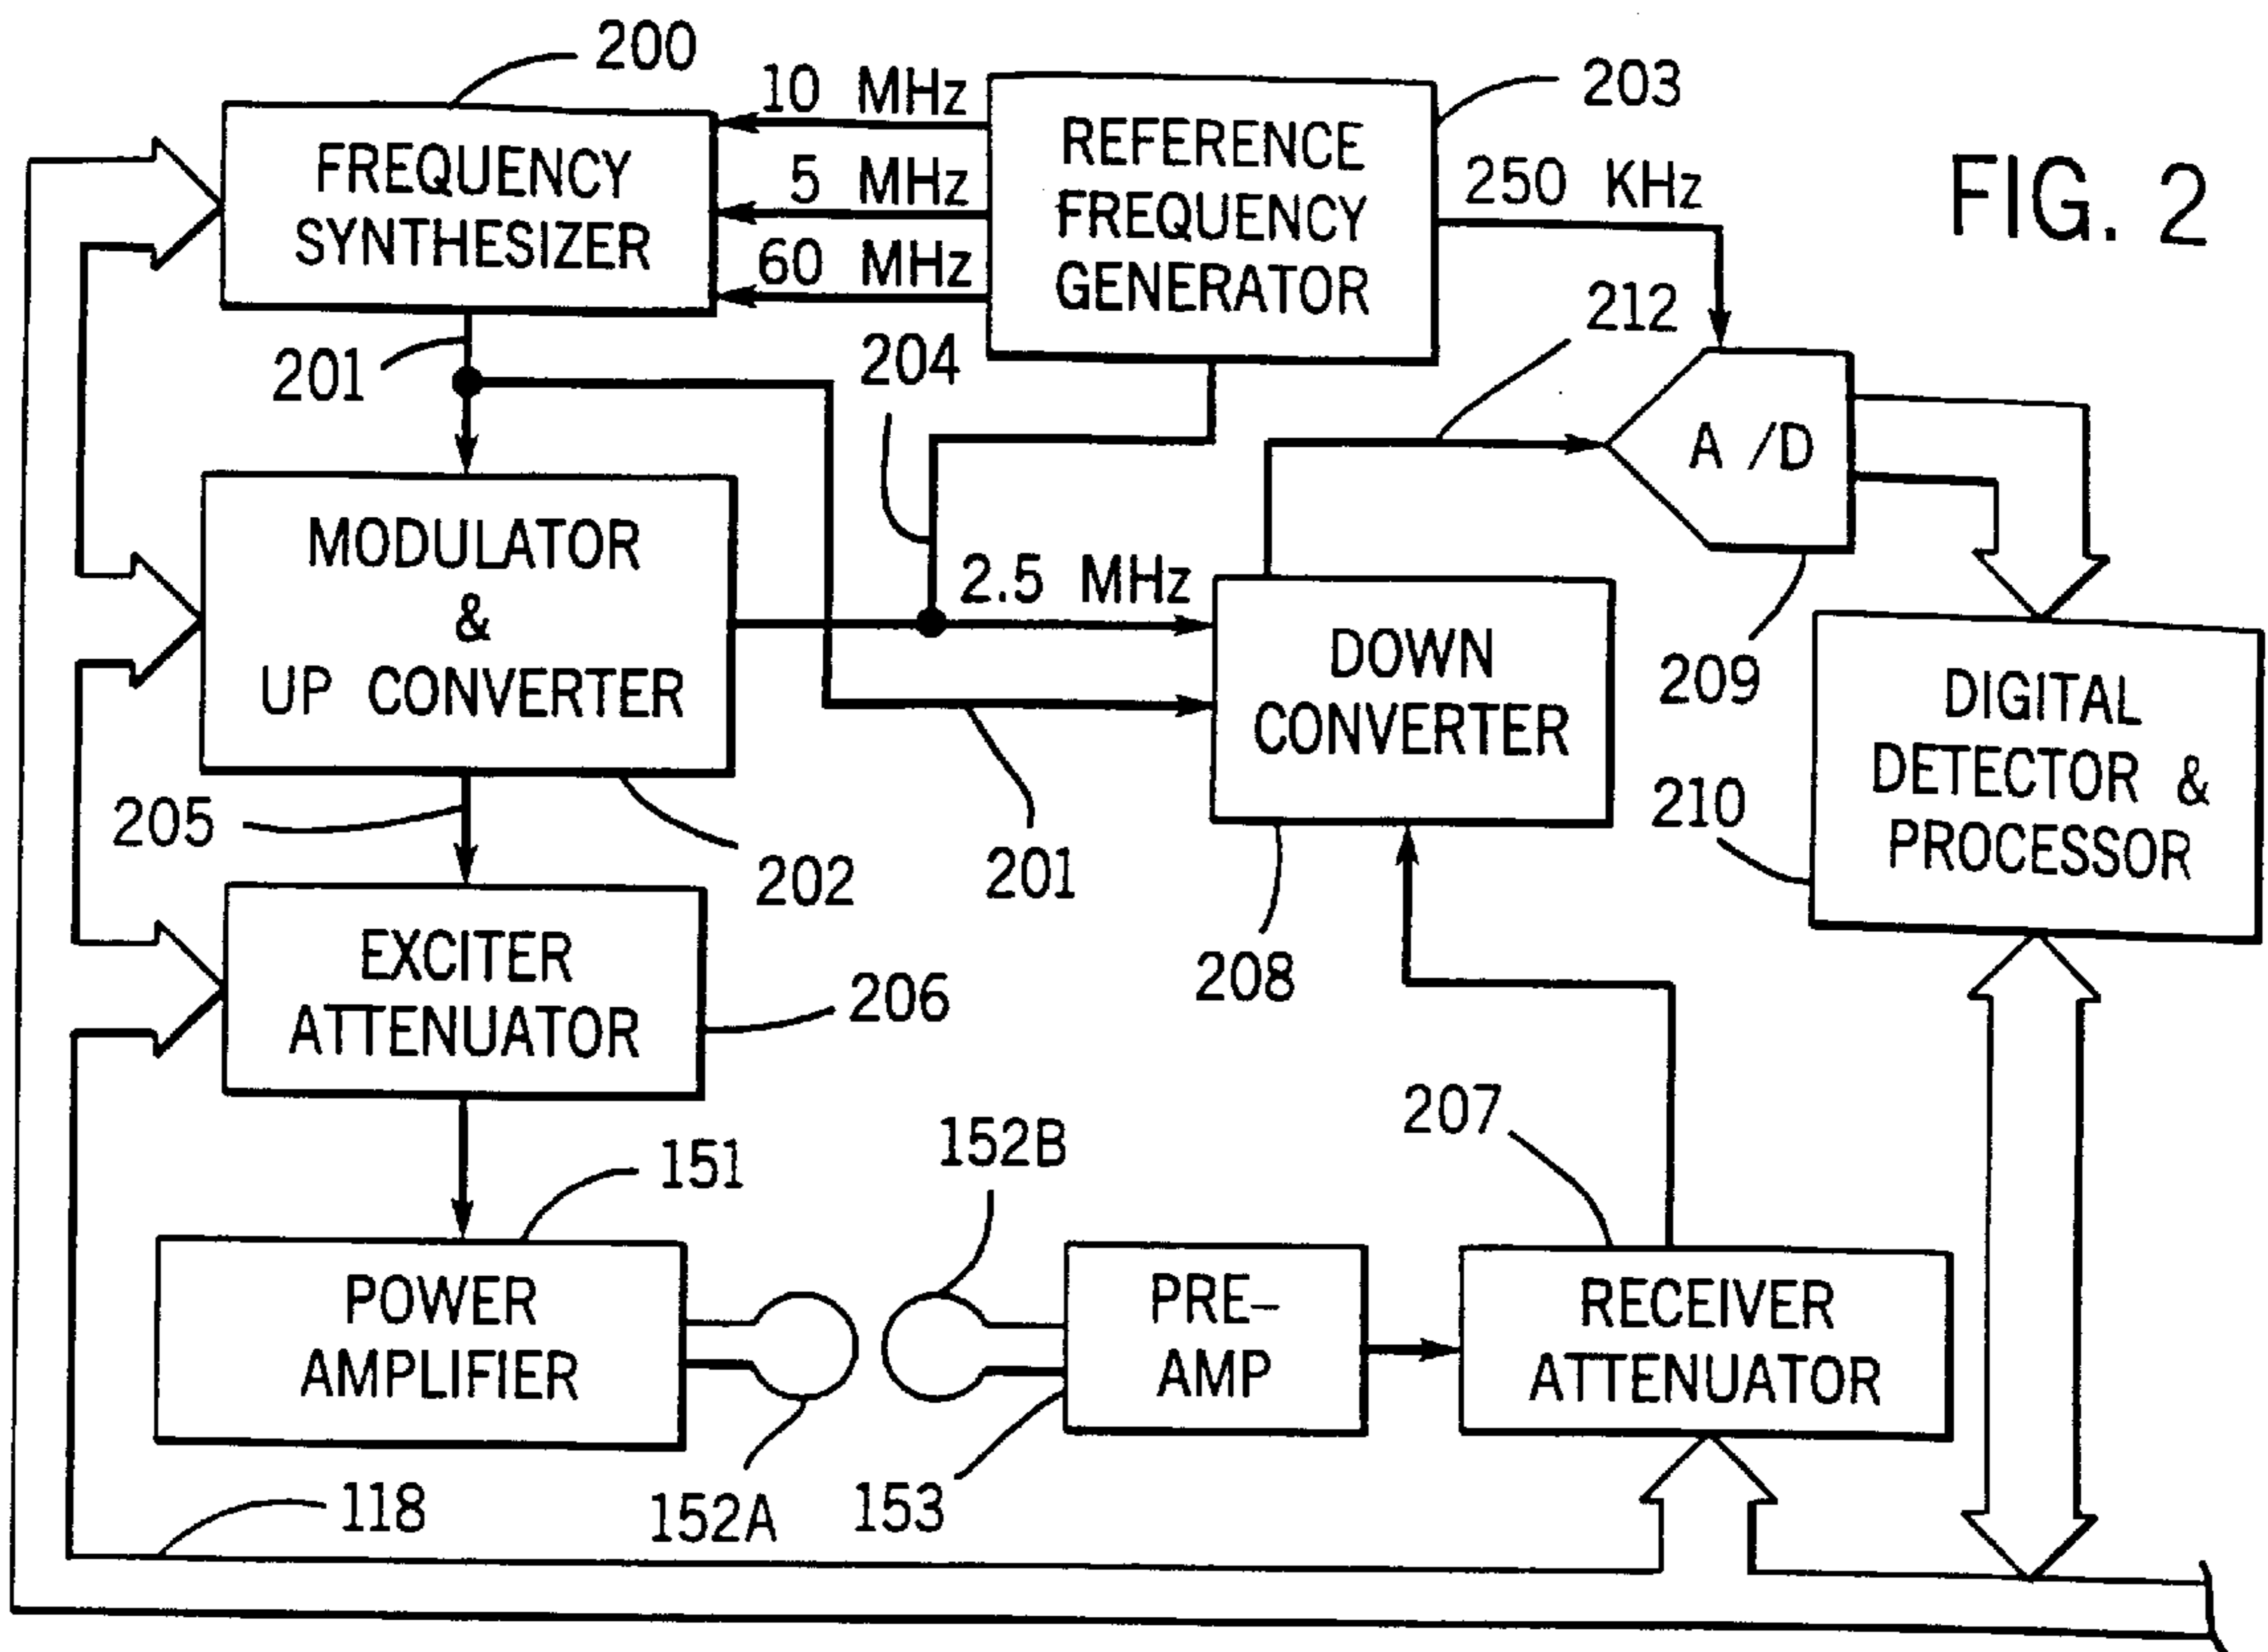 200
10 MHz
203
FREQUENCY
SYNTHESIZER
5 MHz
60 MHz
REFERENCE
FREQUENCY
GENERATOR
250 KHz
FIG. 2
201
204
212
A /D
MODULATOR
&
UP CONVERTER
2.5 MHz
DOWN
CONVERTER
209
DIGITAL
DETECTOR &
PROCESSOR
205
202
201
210
208
EXCITER
ATTENUATOR
206
207
151
152B
POWER
AMPLIFIER
PRE-
AMP
RECEIVER
ATTENUATOR
118
152A
153